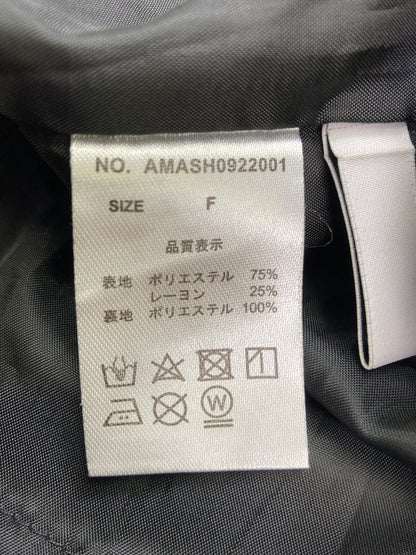 NO. AMASH0922001
SIZE F
品質表示
表地 ポリエステル 75%
レーヨン 25%
裏地 ポリエステル 100%
W